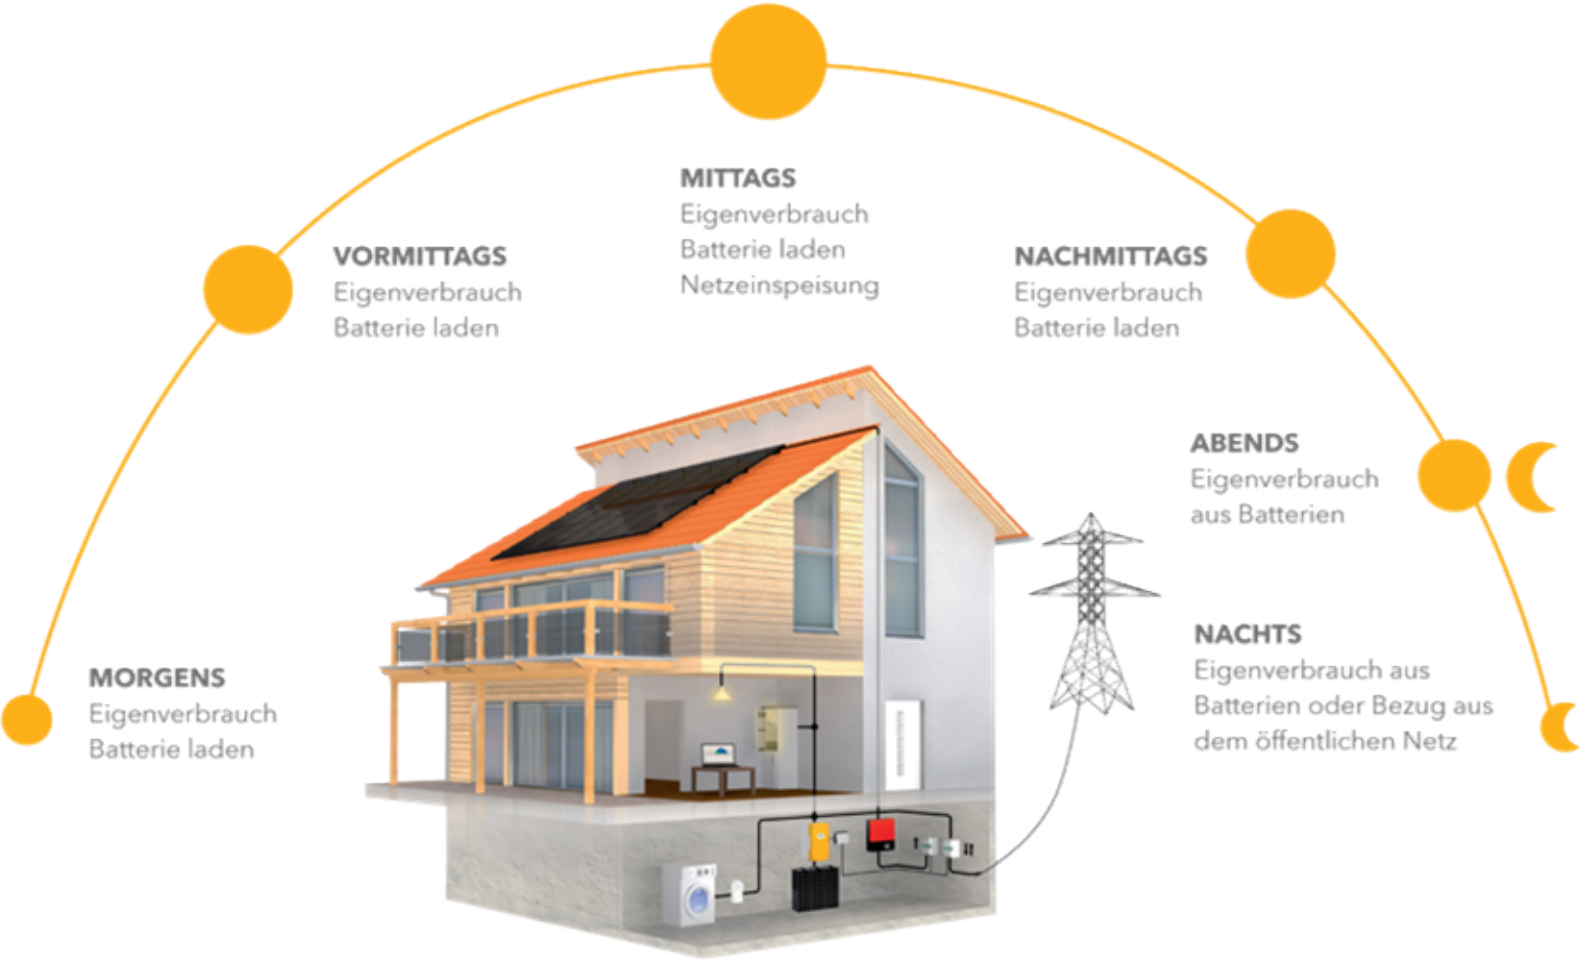 MITTAGS
Eigenverbrauch
Batterie laden
Netzeinspeisung
VORMITTAGS
Eigenverbrauch
Batterie laden
NACHMITTAGS
Eigenverbrauch
Batterie laden
ABENDS
Eigenverbrauch
aus Batterien
MORGENS
Eigenverbrauch
Batterie laden
NACHTS
Eigenverbrauch aus
Batterien oder Bezug aus
dem öffentlichen Netz